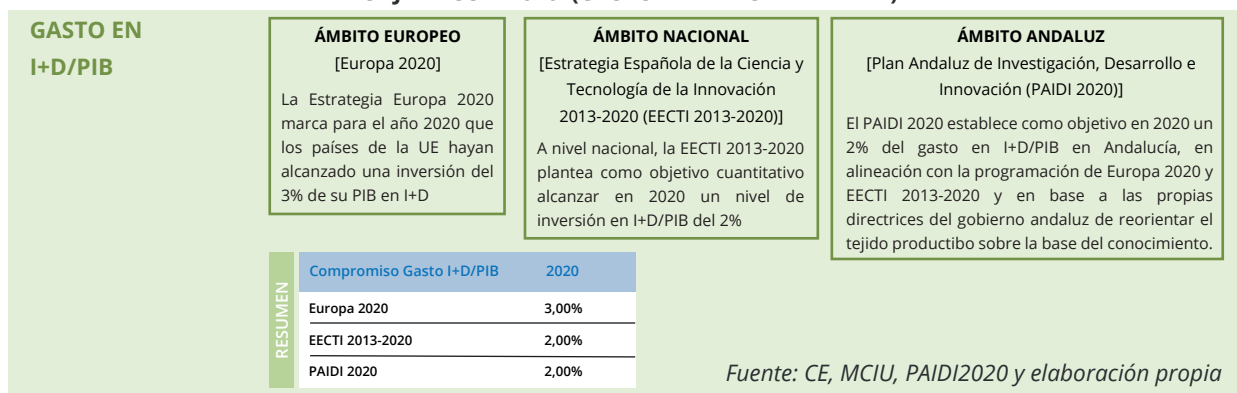 GASTO EN
I+D/PIB
ÁMBITO EUROPEO
[Europa 2020]
La Estrategia Europa 2020
marca para el año 2020 que
los países de la UE hayan
alcanzado una inversión del
3% de su PIB en I+D
ÁMBITO NACIONAL
[Estrategia Española de la Ciencia y
Tecnología de la Innovación
2013-2020 (EECTI 2013-2020)]
A nivel nacional, la EECTI 2013-2020
plantea como objetivo cuantitativo
alcanzar en 2020 un nivel de
inversión en I+D/PIB del 2%
ÁMBITO ANDALUZ
[Plan Andaluz de Investigación, Desarrollo e
Innovación (PAIDI 2020)]
El PAIDI 2020 establece como objetivo en 2020 un
2% del gasto en I+D/PIB en Andalucía, en
alineación con la programación de Europa 2020 y
EECTI 2013-2020 y en base a las propias
directrices del gobierno andaluz de reorientar el
tejido productibo sobre la base del conocimiento.
RESUMEN
Compromiso Gasto I+D/PIB 2020
Europa 2020 3,00%
EECTI 2013-2020 2,00%
PAIDI 2020 2,00%
Fuente: CE, MCIU, PAIDI2020 y elaboración propia